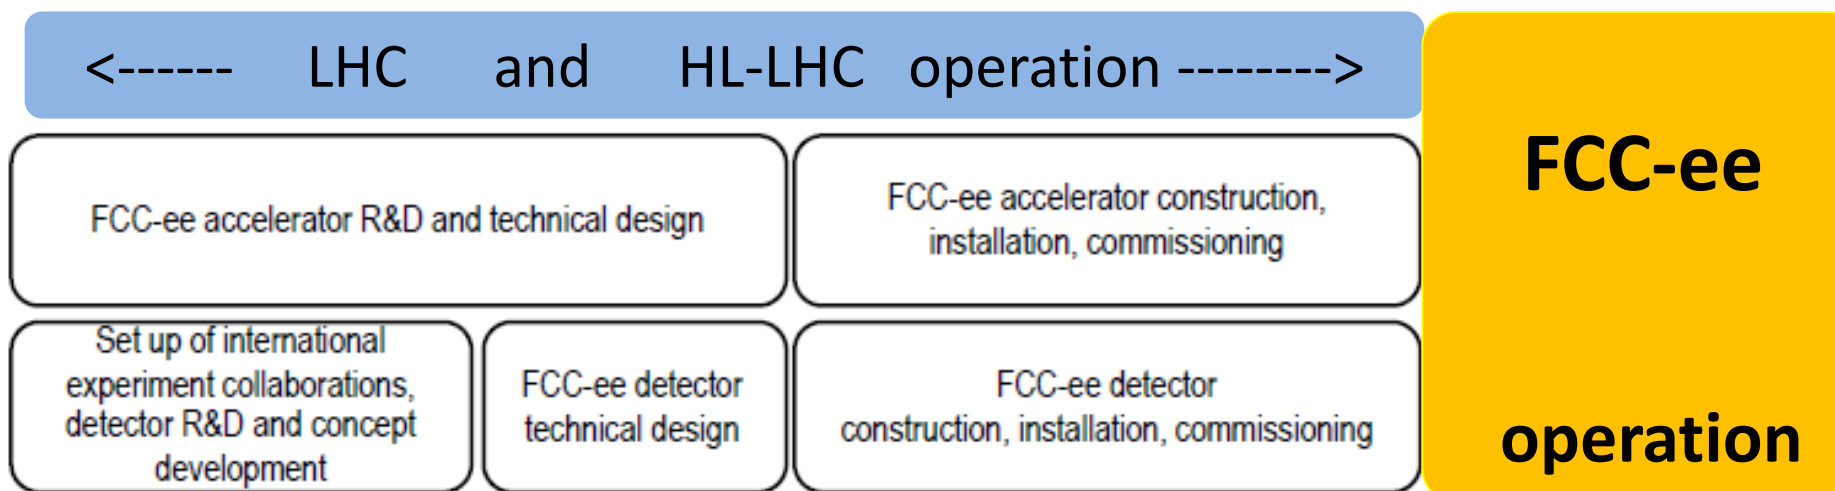 <------ LHC and HL-LHC operation -------->
FCC-ee
operation
FCC-ee accelerator R&D and technical design
FCC-ee accelerator construction,
installation, commissioning
Set up of international
experiment collaborations,
detector R&D and concept
development
FCC-ee detector
technical design
FCC-ee detector
construction, installation, commissioning